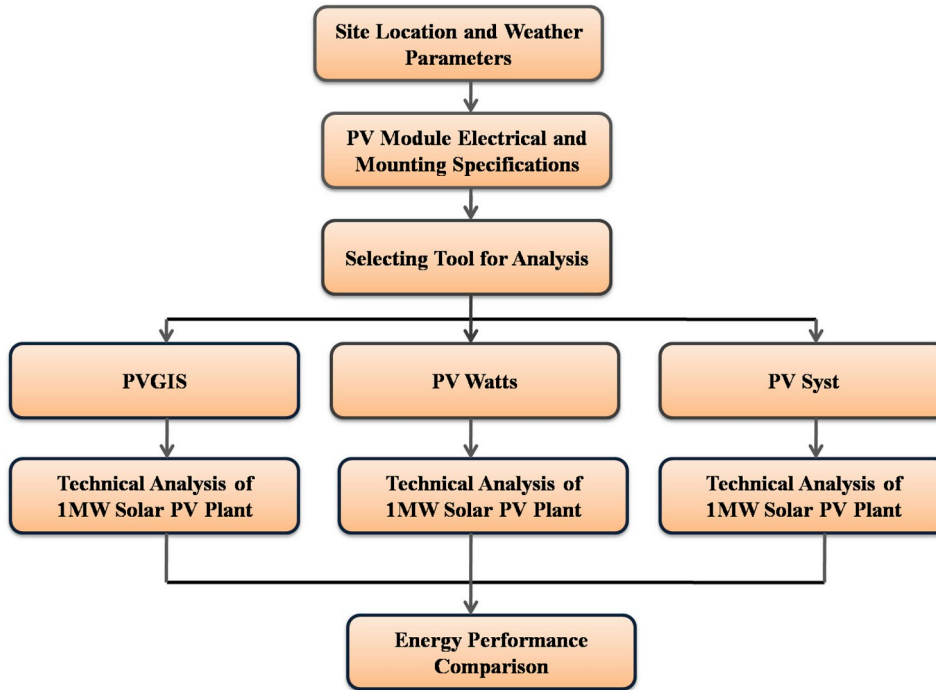 Site Location and Weather
Parameters
PV Module Electrical and
Mounting Specifications
Selecting Tool for Analysis
PVGIS
PV Watts
PV Syst
Technical Analysis of
1MW Solar PV Plant
Technical Analysis of
1MW Solar PV Plant
Technical Analysis of
1MW Solar PV Plant
Energy Performance
Comparison